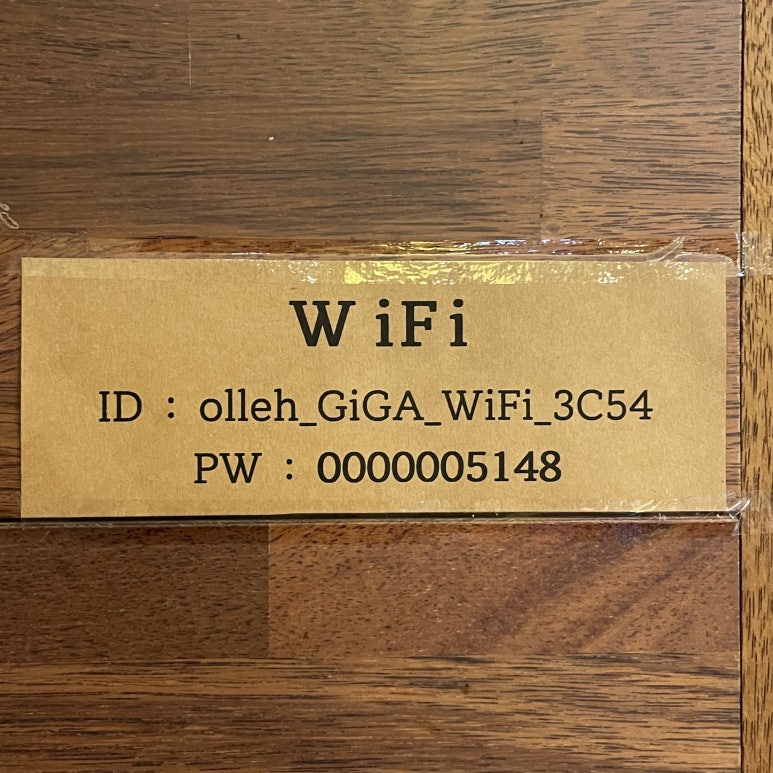 WiFi
ID : olleh_GiGA_WiFi_3C54
PW : 0000005148